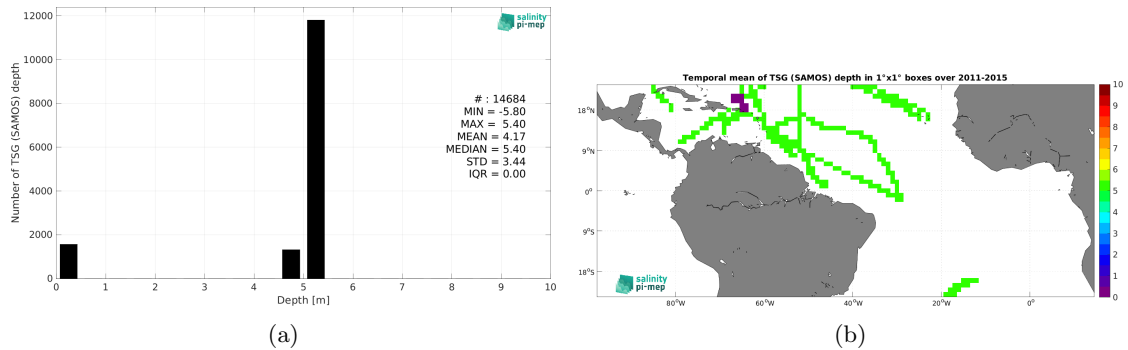 12000
10000
8000
6000
4000
2000
0
Number of TSG (SAMOS) depth
salinity
pi-mep
# : 14684
MIN = -5.80
MAX = 5.40
MEAN = 4.17
MEDIAN = 5.40
STD = 3.44
IQR = 0.00
0 1 2 3 4 5 6 7 8 9 10
Depth [m]
(a)
Temporal mean of TSG (SAMOS) depth in 1°x1° boxes over 2011-2015
18°N
9°N
0°
9°S
18°S
salinity
pi-mep
80°W 60°W 40°W 20°W 0°
10
9
8
7
6
5
4
3
2
1
0
(b)